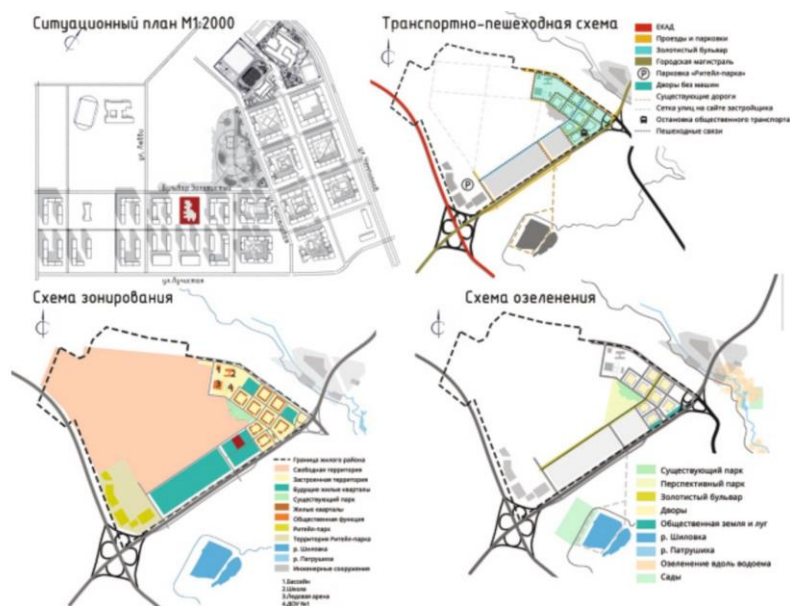 Ситуационный план М1:2000
ул. Лучистая
Транспортно-пешеходная схема
ЕКАД
Проезды и парковки
Золотистый бульвар
Городская магистраль
Парковка «Ритейл-парка»
Дворы без машин
Существующие дороги
Сетка улиц на сайте застройщика
Остановка общественного транспорта
Пешеходные связи
P
Схема зонирования
Граница жилого района
Свободная территория
Застроенная территория
Будущие жилые кварталы
Существующий парк
Жилые кварталы
Общественная функция
Ритейл-парк
Территория Ритейл-парка
р. Шиловка
р. Патрушиха
Инженерные сооружения
1.Бассейн
2.Школа
3.Ледовая арена
4.ДОУ №1
Схема озеленения
Существующий парк
Перспективный парк
Золотистый бульвар
Дворы
Общественная земля и луг
р. Шиловка
р. Патрушиха
Озеленение вдоль водоема
Сады